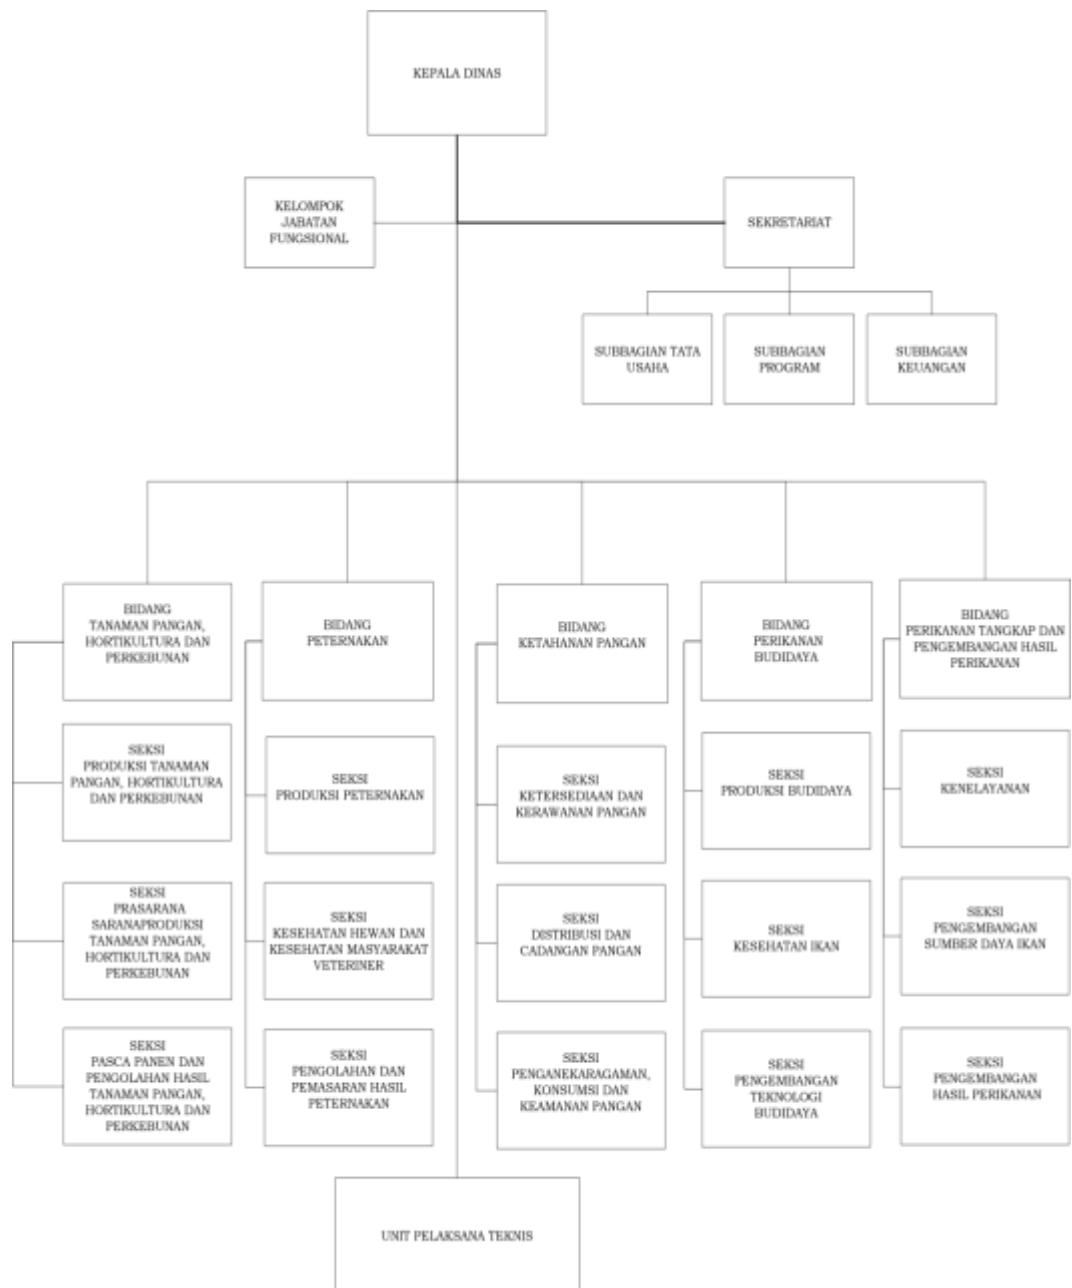 KEPALA DINAS
KELOMPOK
JABATAN
FUNGSIONAL
SEKRETARIAT
SUBBAGIAN TATA
USAHA
SUBBAGIAN
PROGRAM
SUBBAGIAN
KEUANGAN
BIDANG
TANAMAN PANGAN,
HORTIKULTURA DAN
PERKEBUNAN
SEKSI
PRODUKSI TANAMAN
PANGAN, HORTIKULTURA
DAN PERKEBUNAN
SEKSI
PRASARANA
SARANAPRODUKSI
TANAMAN PANGAN,
HORTIKULTURA DAN
PERKEBUNAN
SEKSI
PASCA PANEN DAN
PENGOLAHAN HASIL
TANAMAN PANGAN,
HORTIKULTURA DAN
PERKEBUNAN
BIDANG
PETERNAKAN
SEKSI
PRODUKSI PETERNAKAN
SEKSI
KESEHATAN HEWAN DAN
KESEHATAN MASYARAKAT
VETERINER
SEKSI
PENGOLAHAN DAN
PEMASARAN HASIL
PETERNAKAN
BIDANG
KETAHANAN PANGAN
SEKSI
KETERSEDIAAN DAN
KERAWANAN PANGAN
SEKSI
DISTRIBUSI DAN
CADANGAN PANGAN
SEKSI
PENGANEKARAGAMAN,
KONSUMSI DAN
KEAMANAN PANGAN
BIDANG
PERIKANAN
BUDIDAYA
SEKSI
PRODUKSI BUDIDAYA
SEKSI
KESEHATAN IKAN
SEKSI
PENGEMBANGAN
TEKNOLOGI
BUDIDAYA
BIDANG
PERIKANAN TANGKAP DAN
PENGEMBANGAN HASIL
PERIKANAN
SEKSI
KENELAYANAN
SEKSI
PENGEMBANGAN
SUMBER DAYA IKAN
SEKSI
PENGEMBANGAN
HASIL PERIKANAN
UNIT PELAKSANA TEKNIS